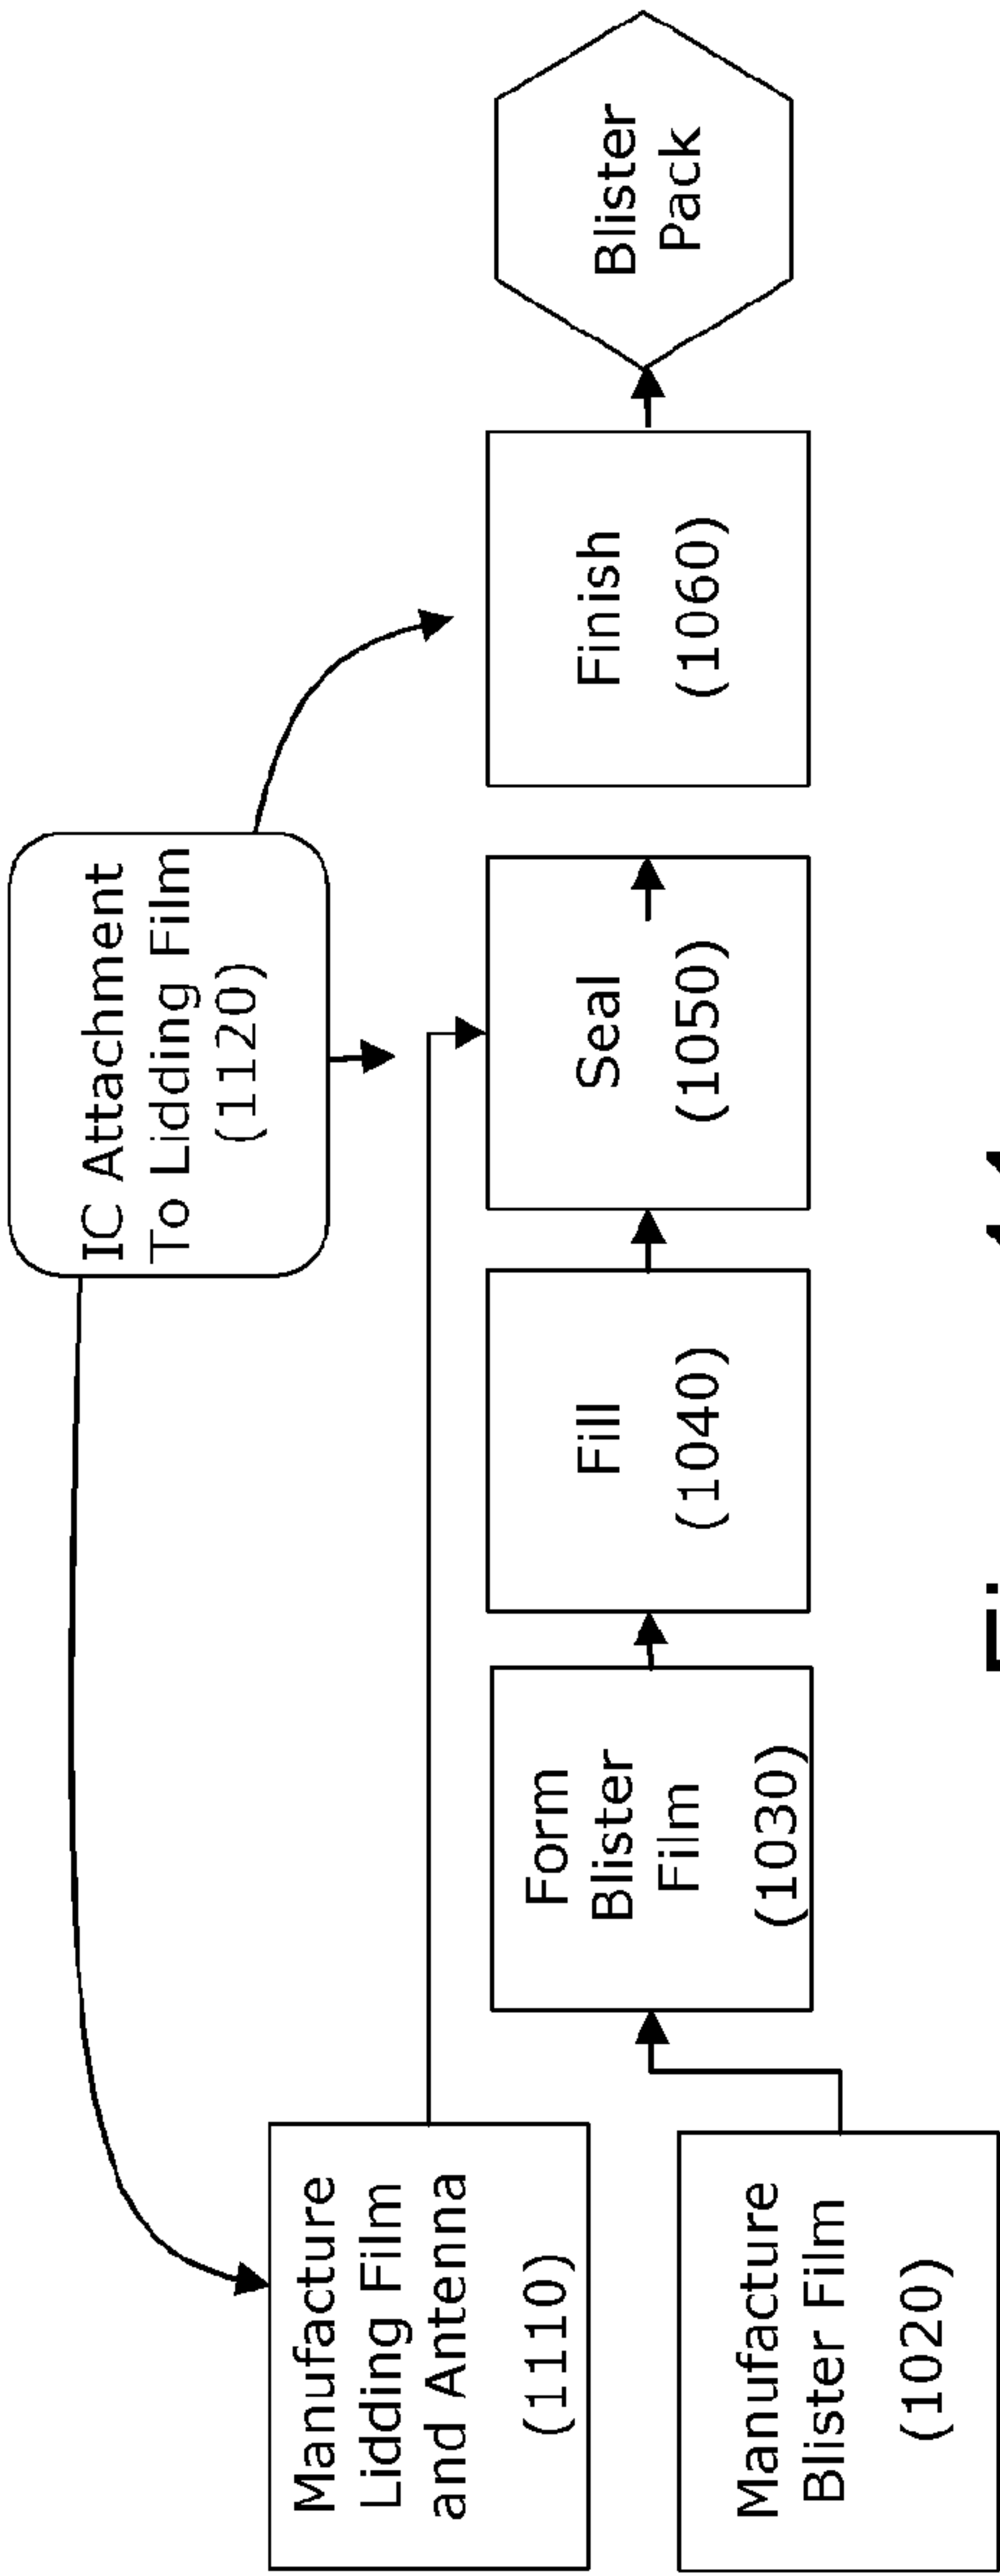 IC Attachment
To Lidding Film
(1120)
Manufacture
Lidding Film
and Antenna
(1110)
Manufacture
Blister Film
(1020)
Form
Blister
Film
(1030)
Fill
(1040)
Seal
(1050)
Finish
(1060)
Blister
Pack